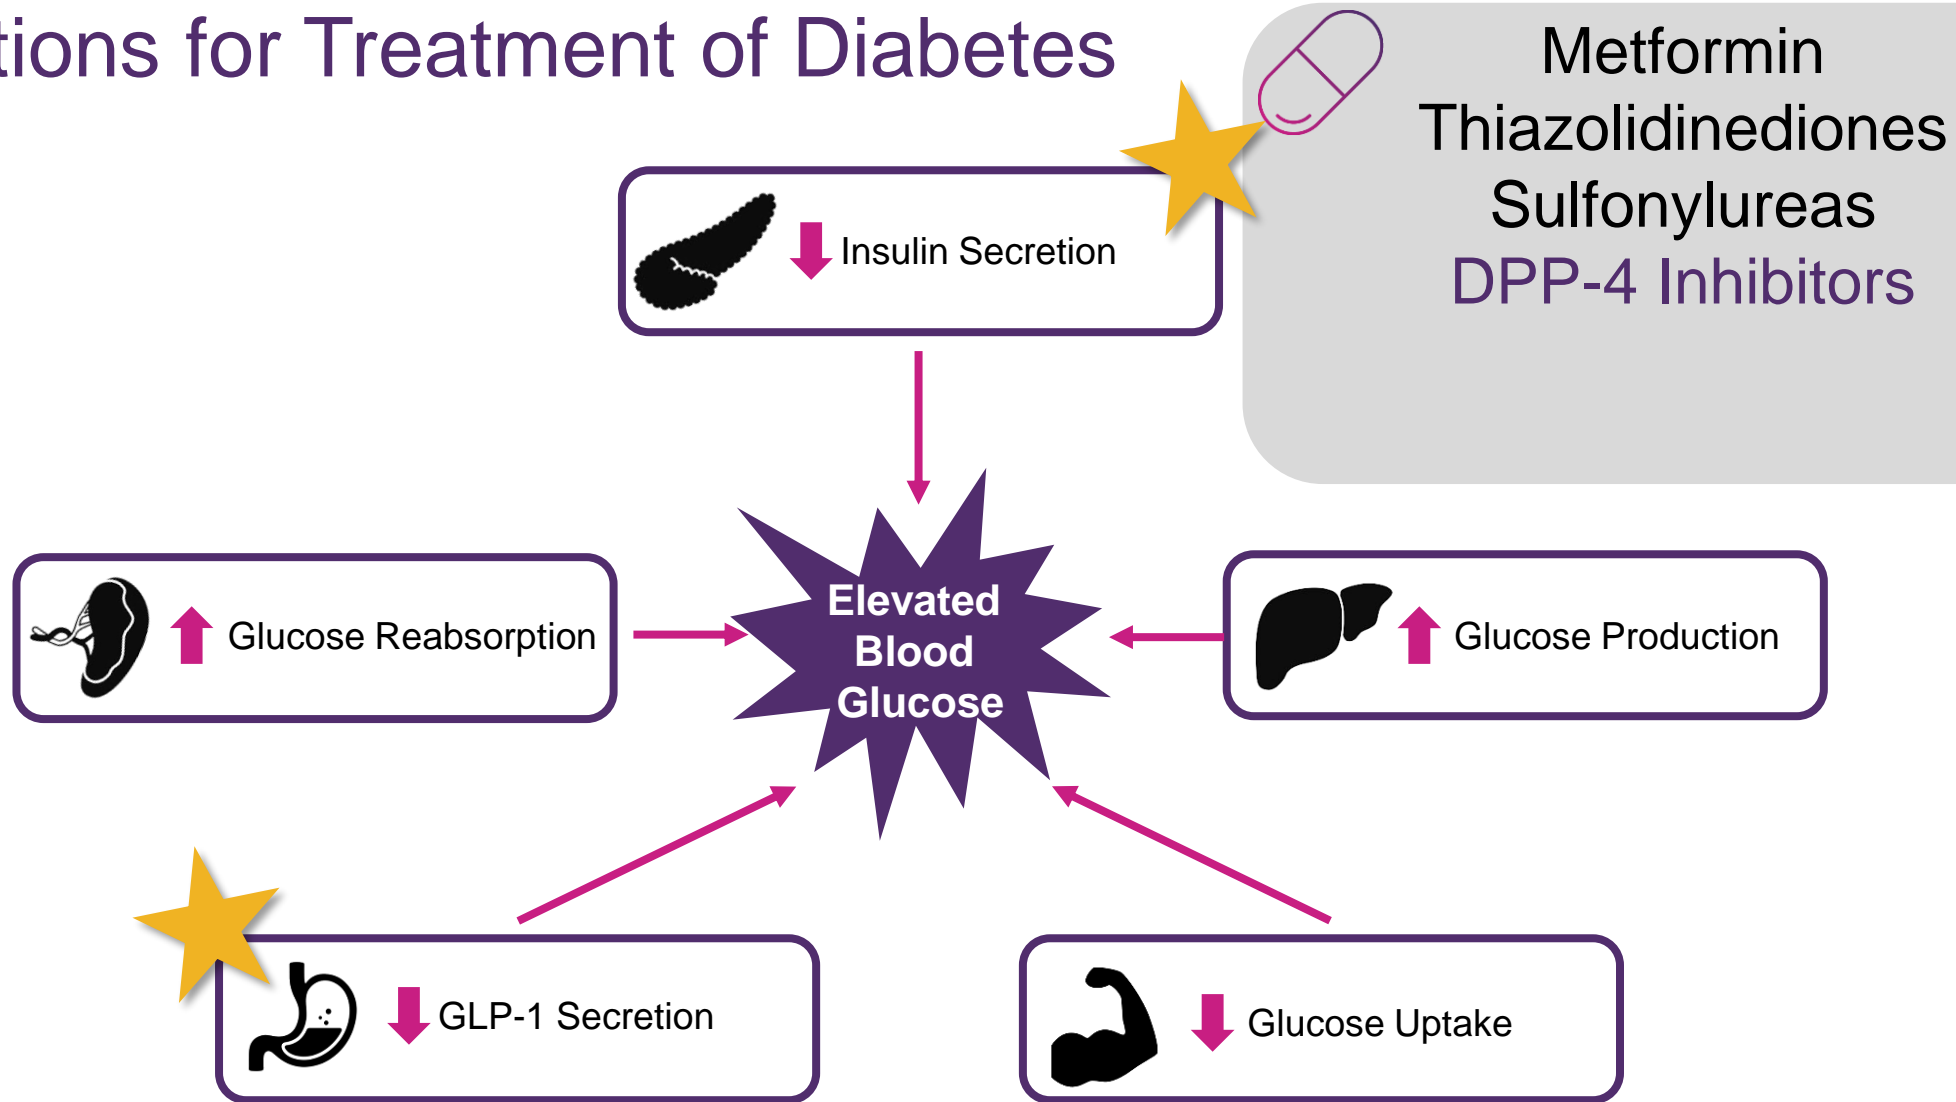 tions for Treatment of Diabetes
Metformin
Thiazolidinediones
Sulfonylureas
DPP-4 Inhibitors
Insulin Secretion
Elevated
Blood
Glucose
Glucose Reabsorption
Glucose Production
GLP-1 Secretion
Glucose Uptake